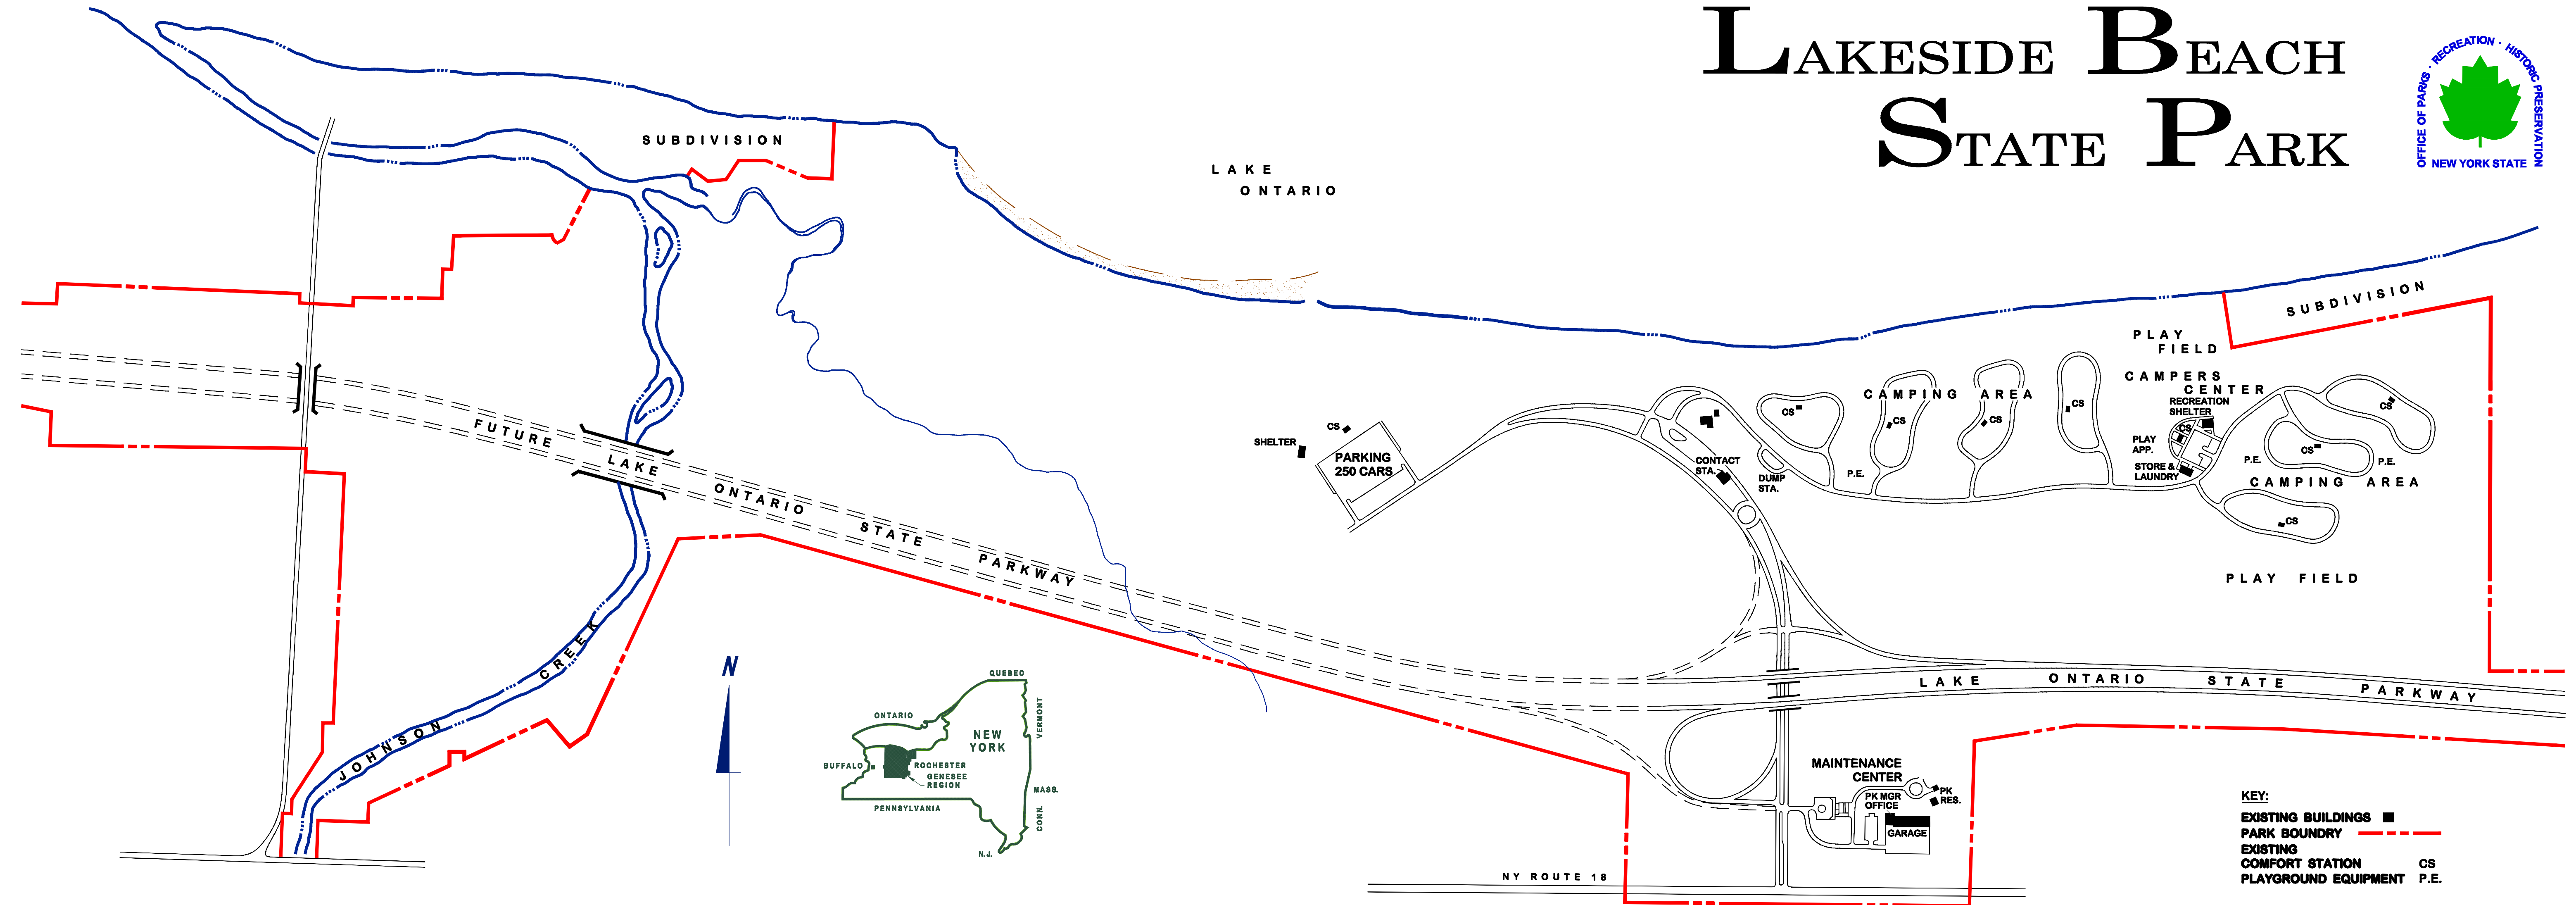 LAKESIDE BEACH
STATE PARK
OFFICE OF PARKS · RECREATION · HISTORIC PRESERVATION
NEW YORK STATE
SUBDIVISION
LAKE
ONTARIO
SUBDIVISION
PLAY
FIELD
CAMPERS
CENTER
RECREATION
SHELTER
CS
PLAY
APP.
STORE &
LAUNDRY
CAMPING AREA
CS
CS
CS
CS
P.E.
CONTACT
STA.
DUMP
STA.
SHELTER
CS
PARKING
250 CARS
CS
CS
P.E.
P.E.
CAMPING AREA
CS
PLAY FIELD
FUTURE
LAKE
ONTARIO
STATE
PARKWAY
JOHNSON
CREEK
N
QUEBEC
ONTARIO
VERMONT
NEW
YORK
BUFFALO
ROCHESTER
GENESEE
REGION
MASS.
PENNSYLVANIA
CONN.
N.J.
LAKE ONTARIO STATE PARKWAY
MAINTENANCE
CENTER
PK MGR
OFFICE
PK
RES.
GARAGE
NY ROUTE 18
KEY:
EXISTING BUILDINGS
PARK BOUNDRY
EXISTING
COMFORT STATION CS
PLAYGROUND EQUIPMENT P.E.